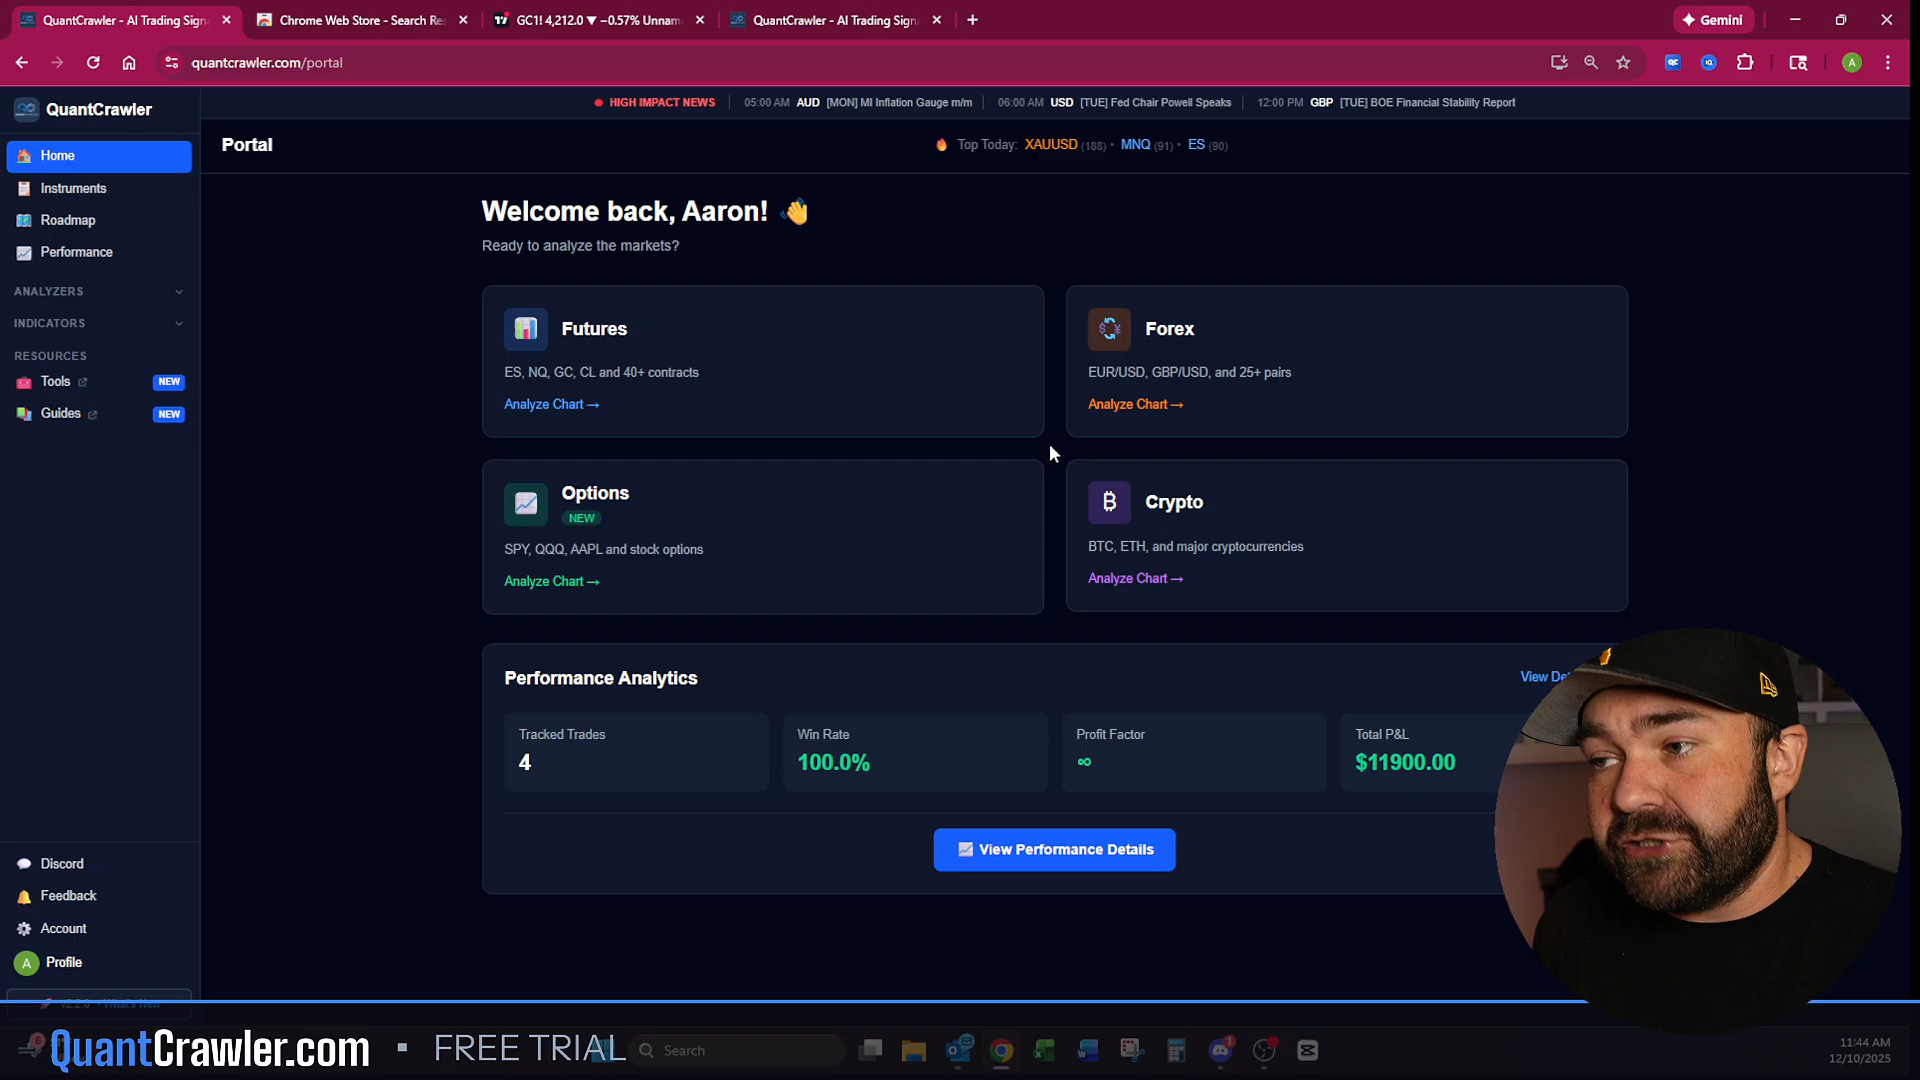 QuantCrawler - AI Trading Sign
Chrome Web Store - Search Res
GC1! 4,212.0 ▼ −0.57% Unnam
QuantCrawler - AI Trading Sign
Gemini
quantcrawler.com/portal
A
QuantCrawler
HIGH IMPACT NEWS
05:00 AM AUD [MON] MI Inflation Gauge m/m
06:00 AM USD [TUE] Fed Chair Powell Speaks
12:00 PM GBP [TUE] BOE Financial Stability Report
Portal
Top Today: XAUUSD (188) • MNQ (91) • ES (90)
Home
Instruments
Roadmap
Performance
ANALYZERS
INDICATORS
RESOURCES
Tools NEW
Guides NEW
Welcome back, Aaron!
Ready to analyze the markets?
Futures
ES, NQ, GC, CL and 40+ contracts
Analyze Chart →
Forex
EUR/USD, GBP/USD, and 25+ pairs
Analyze Chart →
Options
NEW
SPY, QQQ, AAPL and stock options
Analyze Chart →
Crypto
BTC, ETH, and major cryptocurrencies
Analyze Chart →
Performance Analytics
View
Tracked Trades
4
Win Rate
100.0%
Profit Factor
∞
Total P&L
$11900.00
View Performance Details
Discord
Feedback
Account
A Profile
v2.2.0 - What's New
QuantCrawler.com ▪ FREE TRIAL
Search
11:44 AM
12/10/2025